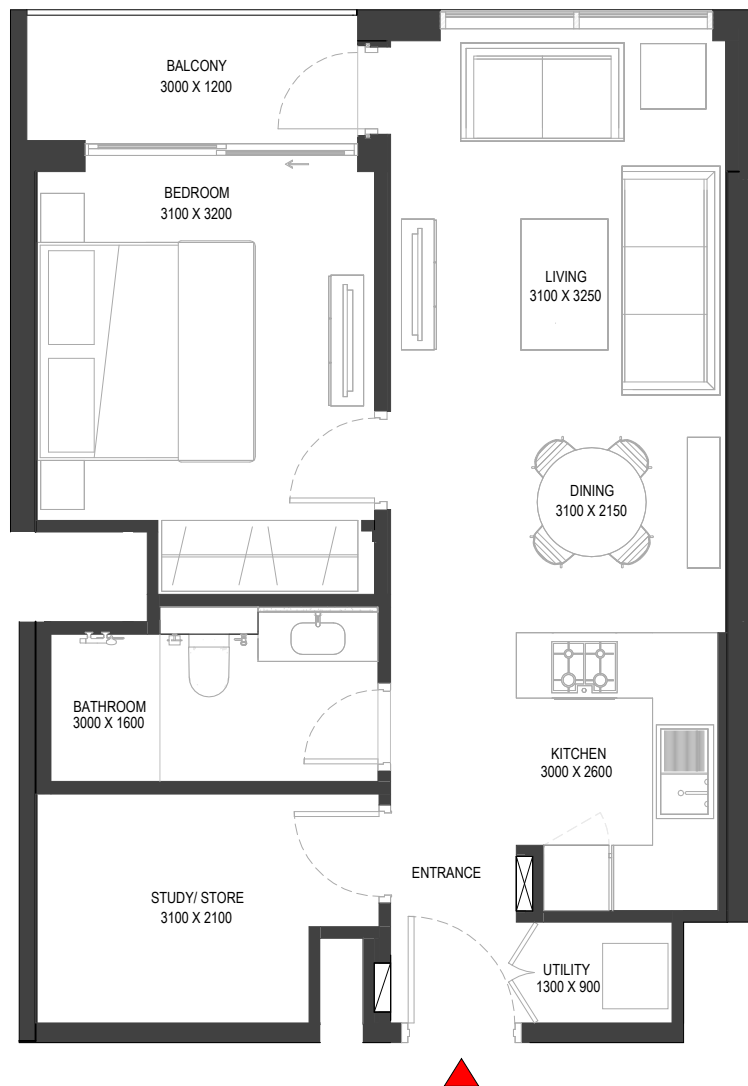 BALCONY
3000 X 1200
BEDROOM
3100 X 3200
LIVING
3100 X 3250
DINING
3100 X 2150
BATHROOM
3000 X 1600
KITCHEN
3000 X 2600
ENTRANCE
STUDY/ STORE
3100 X 2100
UTILITY
1300 X 900